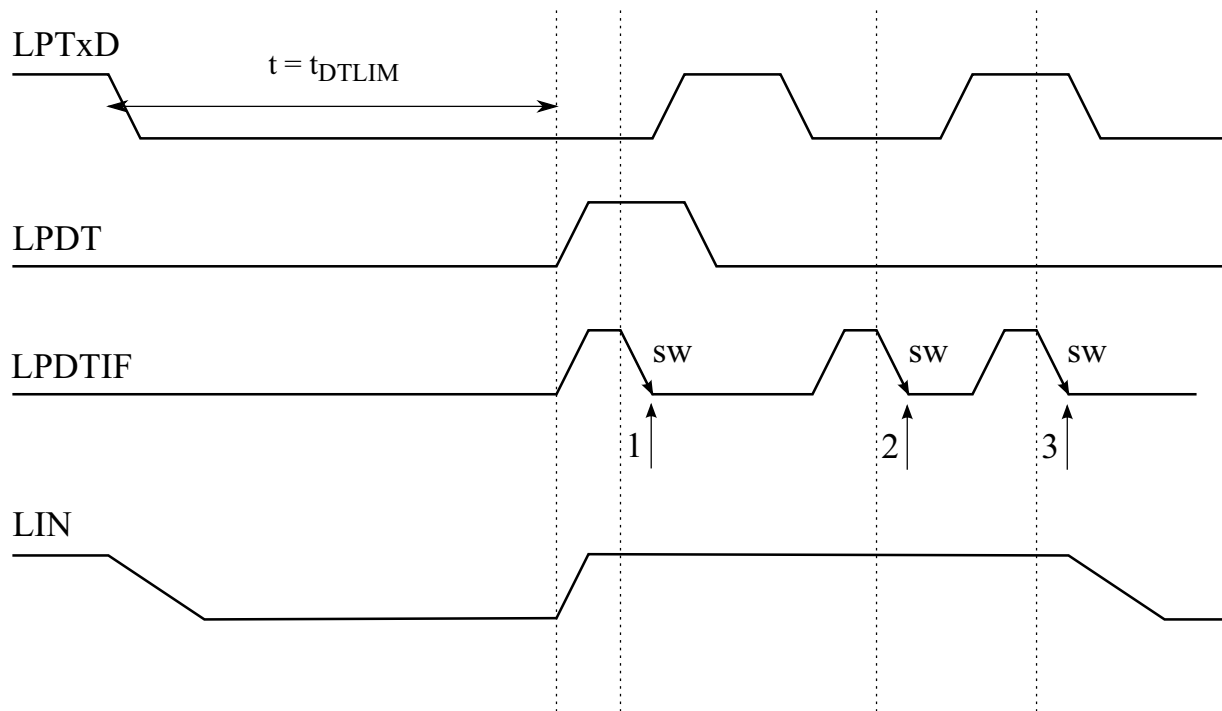 LPTxD
t = tDTLIM
LPDT
LPDTIF
sw
sw
sw
1
2
3
LIN